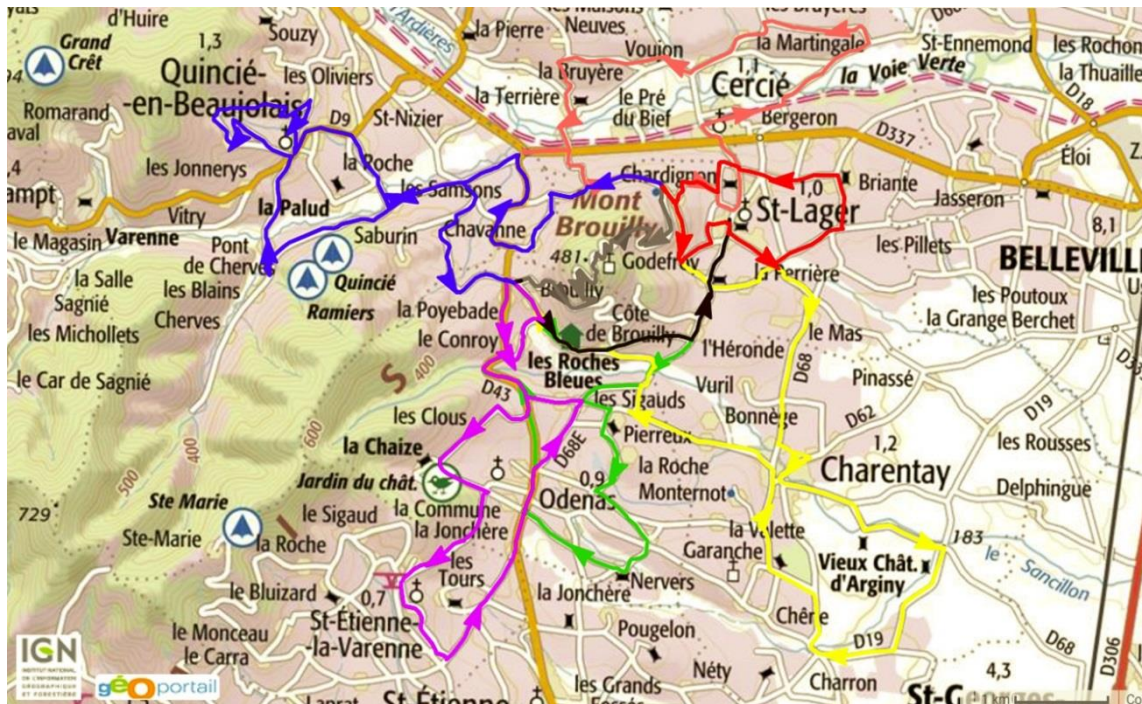 d'Huire
Souzy
la Pierre
Neuves
Vouion
la Martingale
St-Ennemond
les Rochon
Grand
Crêt
1,3
l'Ardières
Quincié-
-en-Beaujolais
les Oliviers
la Bruyère
1,1
Cercié
la Voie Verte
la Thuaille
Romarand
la Terrière
le Pré
du Bief
Bergeron
D18
D9
St-Nizier
D337
Éloi
les Jonnerys
la Roche
les Samsons
Chardignon
1,0
Briante
Jasseron
Vitry
la Palud
Mont
Brouilly
St-Lager
8,1
le Magasin
Varenne
Pont
de Cherves
Saburin
Chavanne
les Pillets
BELLEVILLE
481
Godefroy
la Ferrière
la Salle
Sagnié
les Blains
Quincié
Brouilly
les Poutoux
Ramiers
la Poyebade
Côte
de Brouilly
le Mas
la Grange Berchet
les Michollets
Cherves
le Conroy
les Roches
Bleues
l'Héronde
D68
Pinassé
le Car de Sagnié
S
400
D43
les Sigauds
Vuril
D62
D19
les Clous
Bonnège
600
D68E
Pierreux
1,2
les Rousses
400
la Chaize
la Roche
Charentay
500
Jardin du chât.
0,9
Monternot
Delphingue
Ste Marie
Odenas
729
la Commune
le Sigaud
la Jonchère
la Valette
183
Ste-Marie
la Roche
Garanche
Vieux Chât.
d'Arginy
le
Sancillon
les
Tours
le Bluizard
0,7
la Jonchère
Nervers
Chêne
St-Étienne-
-la-Varenne
Pougelon
D19
D68
D306
le Monceau
le Carra
Néty
Charron
4,3
IGN
INSTITUT NATIONAL
DE L'INFORMATION
GÉOGRAPHIQUE
ET FORESTIÈRE
géoportail
St-Étienne
les Grands
1 km